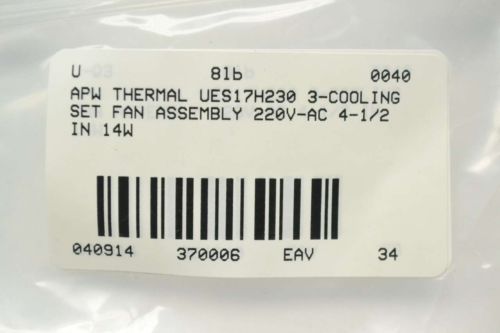 U 81b 0040
APW THERMAL UES17H230 3-COOLING
SET FAN ASSEMBLY 220V-AC 4-1/2
IN 14W
040914 370006 EAV 34